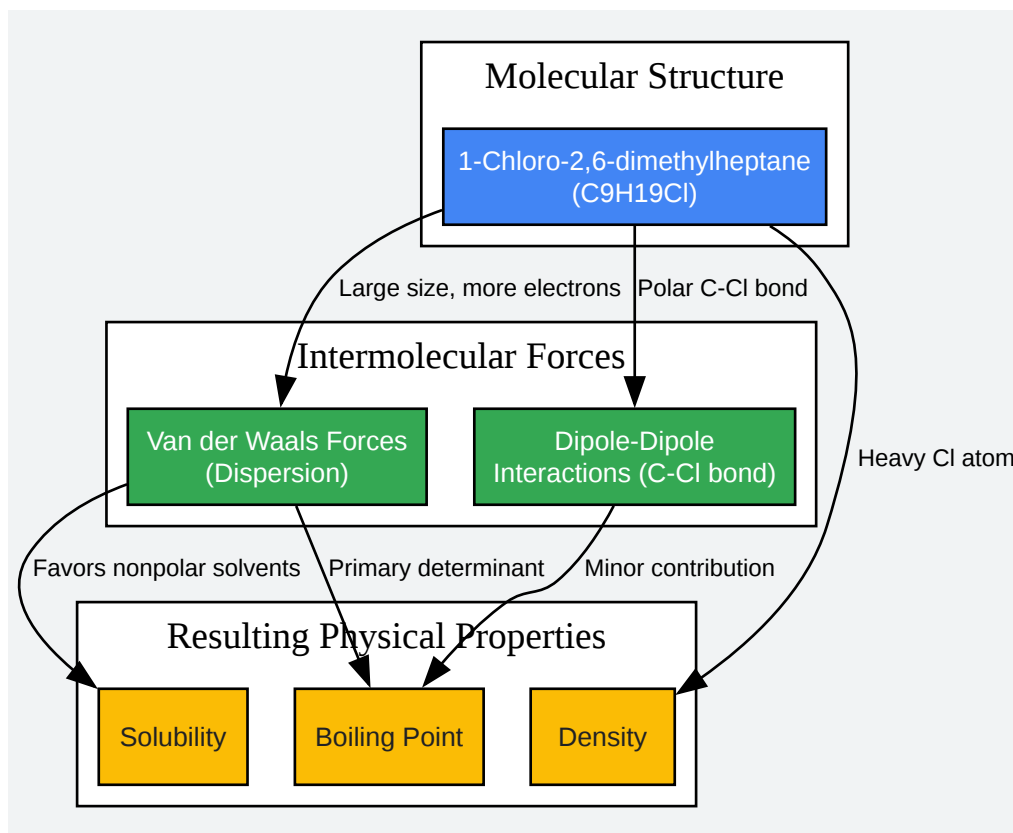 Molecular Structure
1-Chloro-2,6-dimethylheptane
(C9H19Cl)
Large size, more electrons
Polar C-Cl bond
Intermolecular Forces
Van der Waals Forces
(Dispersion)
Dipole-Dipole
Interactions (C-Cl bond)
Heavy Cl atom
Favors nonpolar solvents
Primary determinant
Minor contribution
Resulting Physical Properties
Solubility
Boiling Point
Density